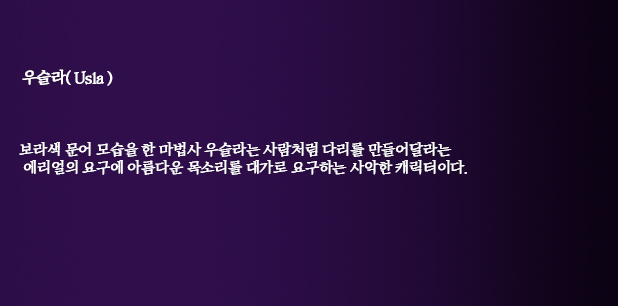 우슬라( Usla )
보라색 문어 모습을 한 마법사 우슬라는 사람처럼 다리를 만들어달라는
에리얼의 요구에 아름다운 목소리를 대가로 요구하는 사악한 캐릭터이다.